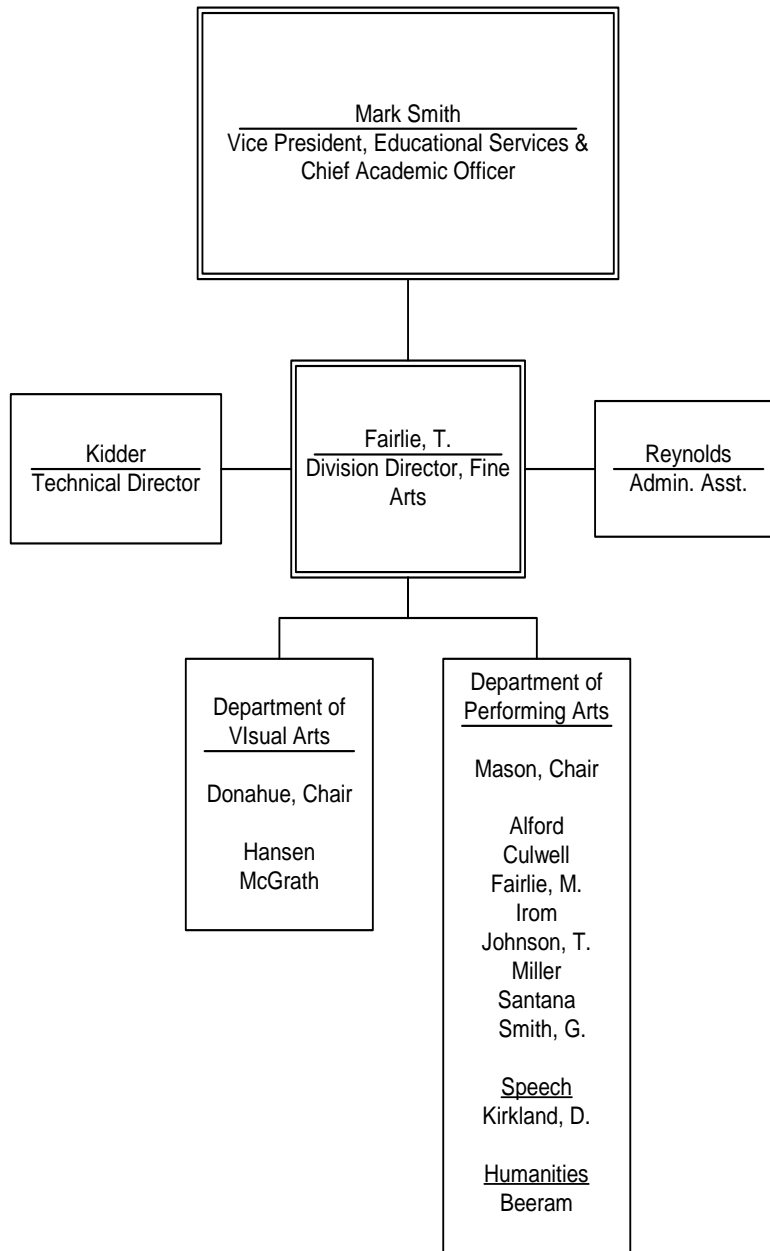 Mark Smith
Vice President, Educational Services &
Chief Academic Officer
Kidder
Technical Director
Fairlie, T.
Division Director, Fine
Arts
Reynolds
Admin. Asst.
Department of
VIsual Arts
Donahue, Chair
Hansen
McGrath
Department of
Performing Arts
Mason, Chair
Alford
Culwell
Fairlie, M.
Irom
Johnson, T.
Miller
Santana
Smith, G.
Speech
Kirkland, D.
Humanities
Beeram